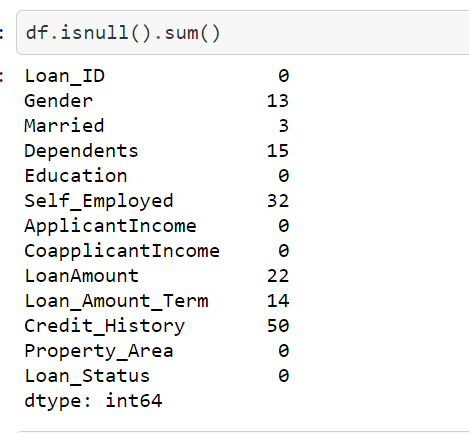 df.isnull().sum()
Loan_ID 0
Gender 13
Married 3
Dependents 15
Education 0
Self_Employed 32
ApplicantIncome 0
CoapplicantIncome 0
LoanAmount 22
Loan_Amount_Term 14
Credit_History 50
Property_Area 0
Loan_Status 0
dtype: int64